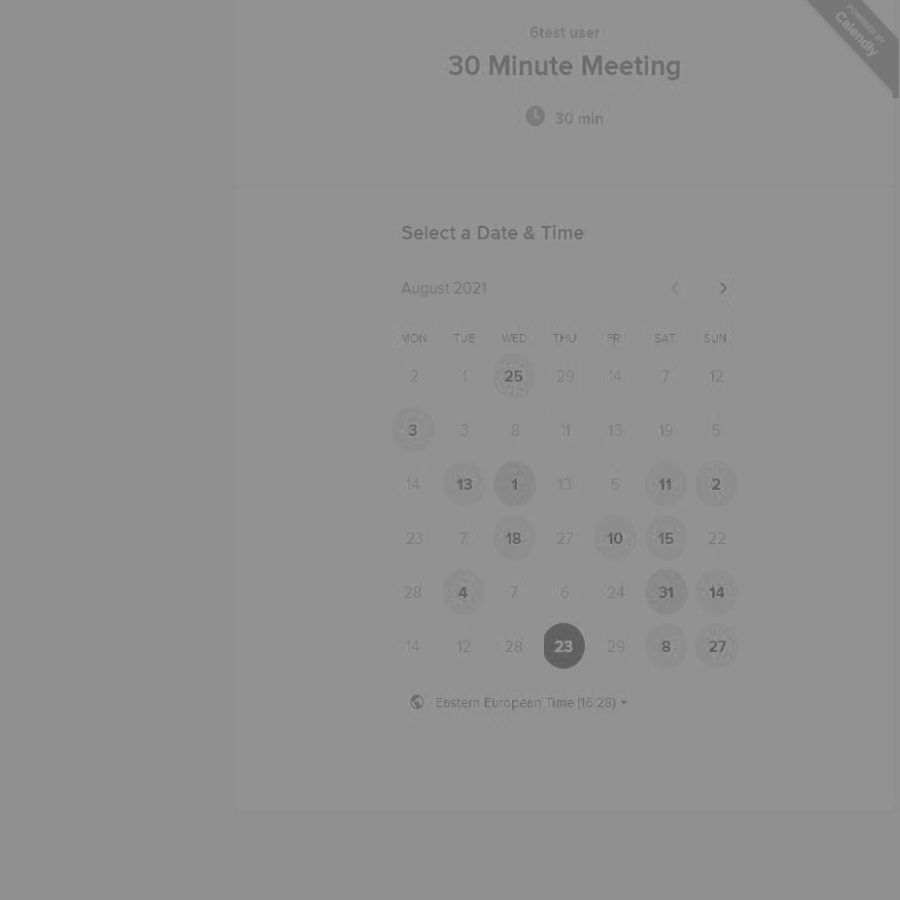 6test user
POWERED BY
Calendly
30 Minute Meeting
30 min
Select a Date & Time
August 2021
MON TUE WED THU FRI SAT SUN
2 1 25 29 14 7 12
3 3 8 11 13 19 5
14 13 1 13 5 11 2
23 7 18 27 10 15 22
28 4 7 6 24 31 14
14 12 28 23 29 8 27
Eastern European Time (16:28)